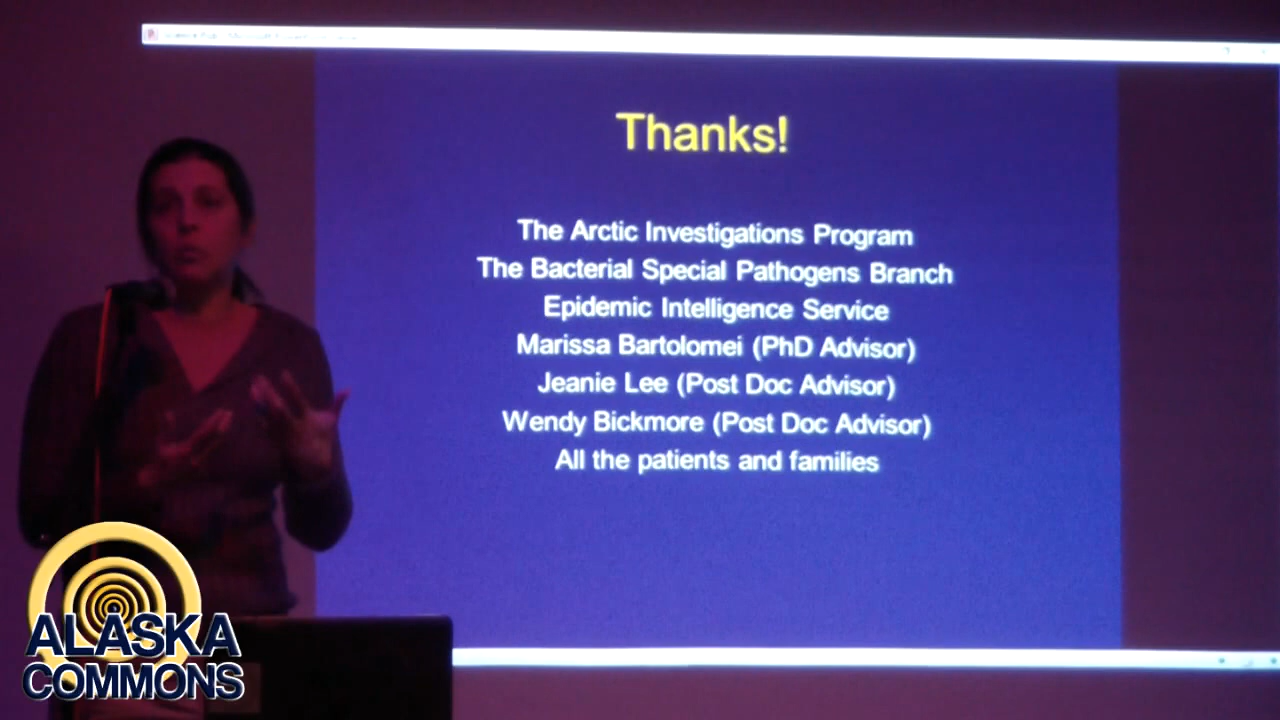 Thanks!
The Arctic Investigations Program
The Bacterial Special Pathogens Branch
Epidemic Intelligence Service
Marissa Bartolomei (PhD Advisor)
Jeanie Lee (Post Doc Advisor)
Wendy Bickmore (Post Doc Advisor)
All the patients and families
ALASKA
COMMONS